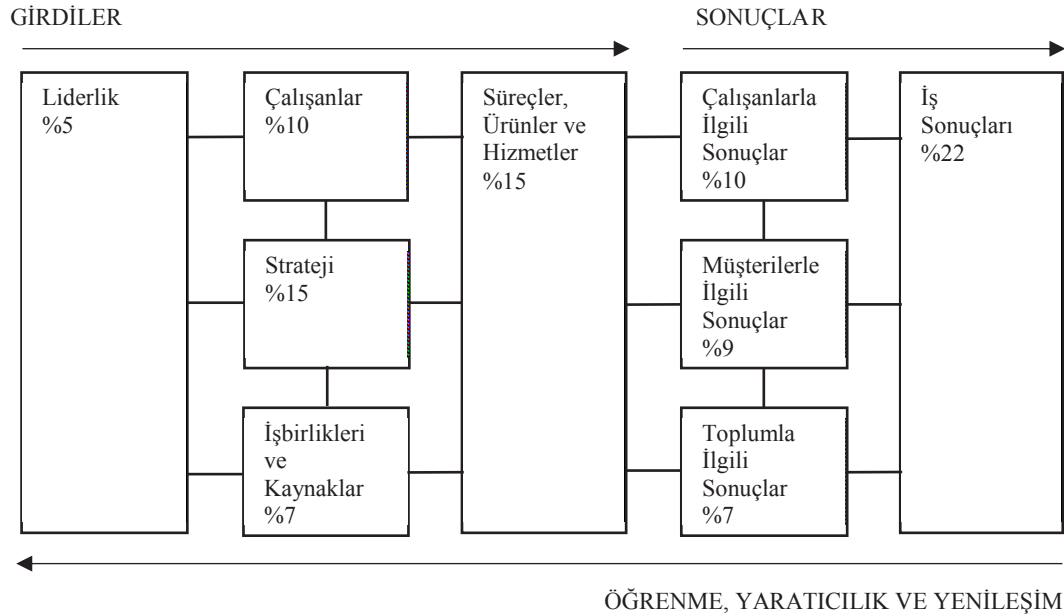 GİRDİLER
SONUÇLAR
Liderlik
%5
Çalışanlar
%10
Strateji
%15
İşbirlikleri
ve
Kaynaklar
%7
Süreçler,
Ürünler ve
Hizmetler
%15
Çalışanlarla
İlgili
Sonuçlar
%10
Müşterilerle
İlgili
Sonuçlar
%9
Toplumla
İlgili
Sonuçlar
%7
İş
Sonuçları
%22
ÖĞRENME, YARATICILIK VE YENİLEŞİM